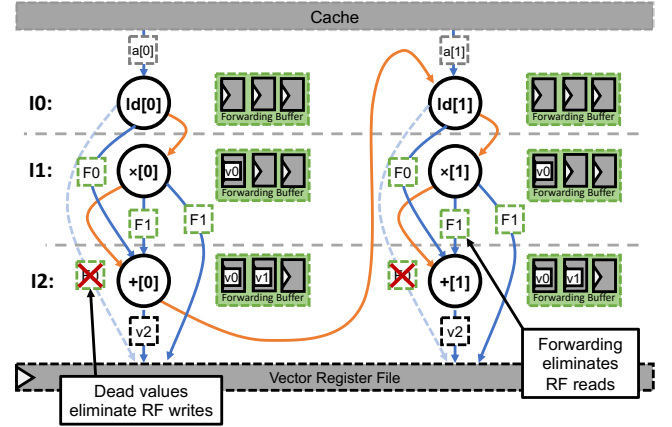 Cache
a[0]
a[1]
I0:
ld[0]
Forwarding Buffer
ld[1]
Forwarding Buffer
I1:
F0
×[0]
v0
Forwarding Buffer
F0
×[1]
v0
Forwarding Buffer
F1
F1
F1
F1
I2:
+[0]
v0
v1
Forwarding Buffer
+[1]
v0
v1
Forwarding Buffer
v2
v2
Vector Register File
Dead values
eliminate RF writes
Forwarding
eliminates
RF reads